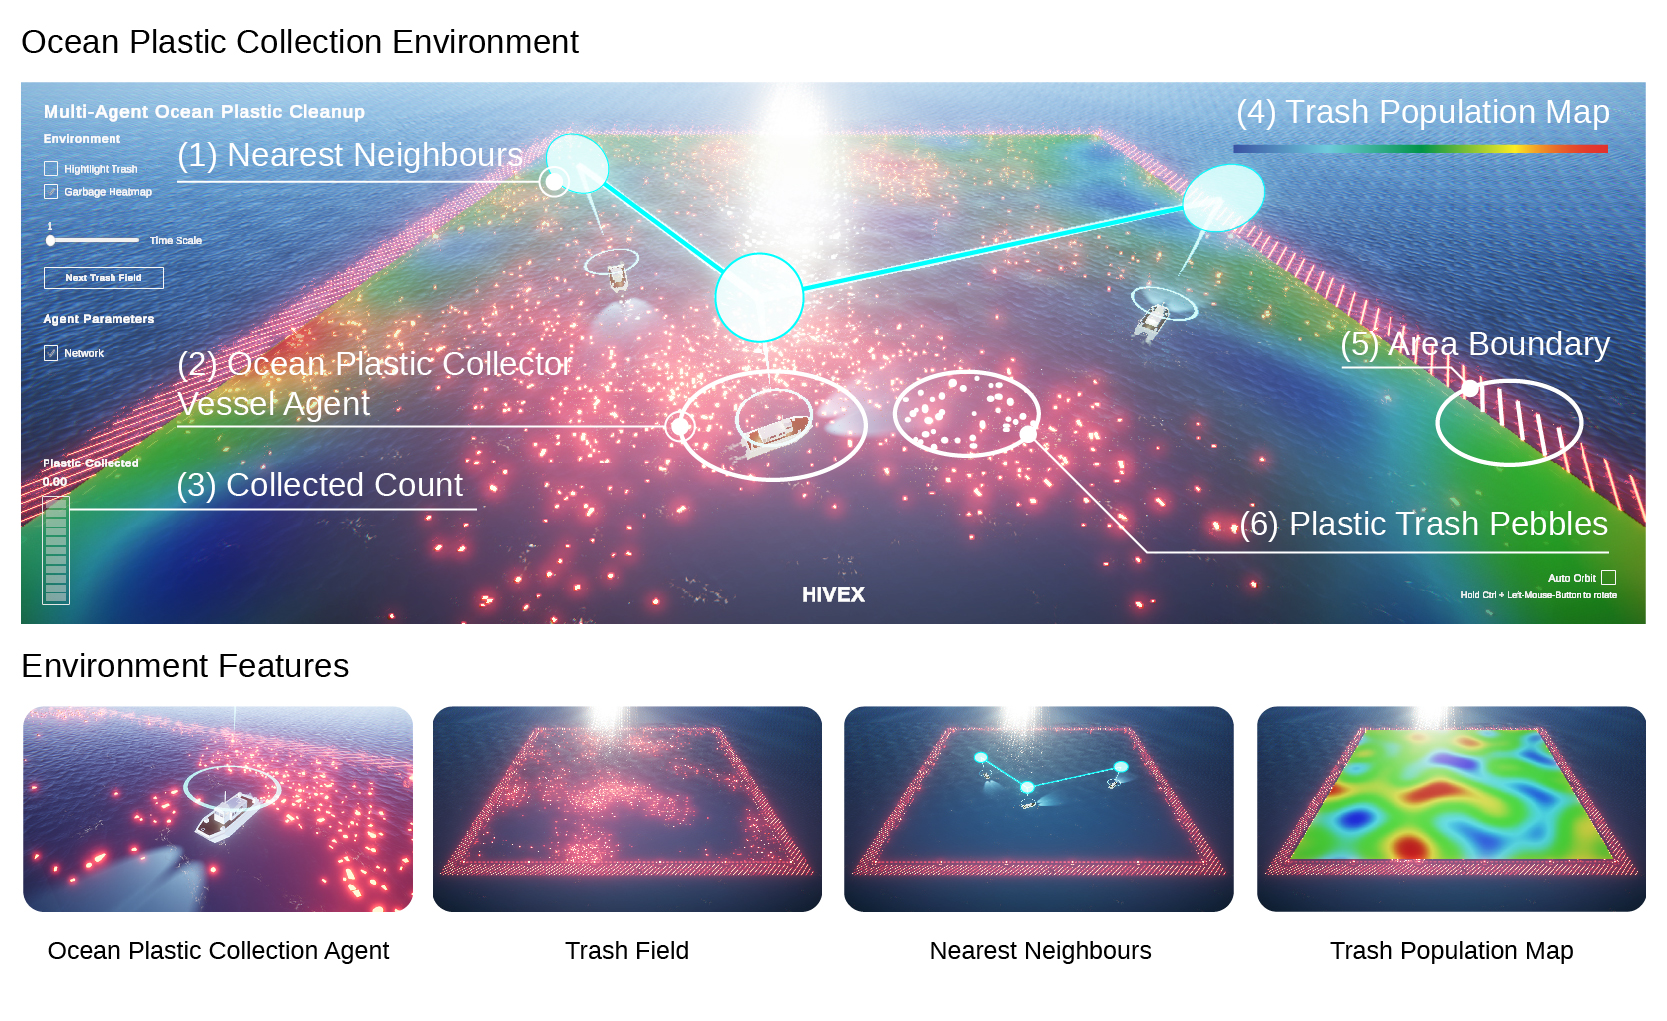 Ocean Plastic Collection Environment
Multi-Agent Ocean Plastic Cleanup
Environment
Hightlight Trash
Garbage Heatmap
1
Time Scale
Next Trash Field
Agent Parameters
Network
(1) Nearest Neighbours
(2) Ocean Plastic Collector
Vessel Agent
Plastic Collected
0.00
(3) Collected Count
(4) Trash Population Map
(5) Area Boundary
(6) Plastic Trash Pebbles
HIVEX
Auto Orbit
Hold Ctrl + Left-Mouse-Button to rotate
Environment Features
Ocean Plastic Collection Agent
Trash Field
Nearest Neighbours
Trash Population Map